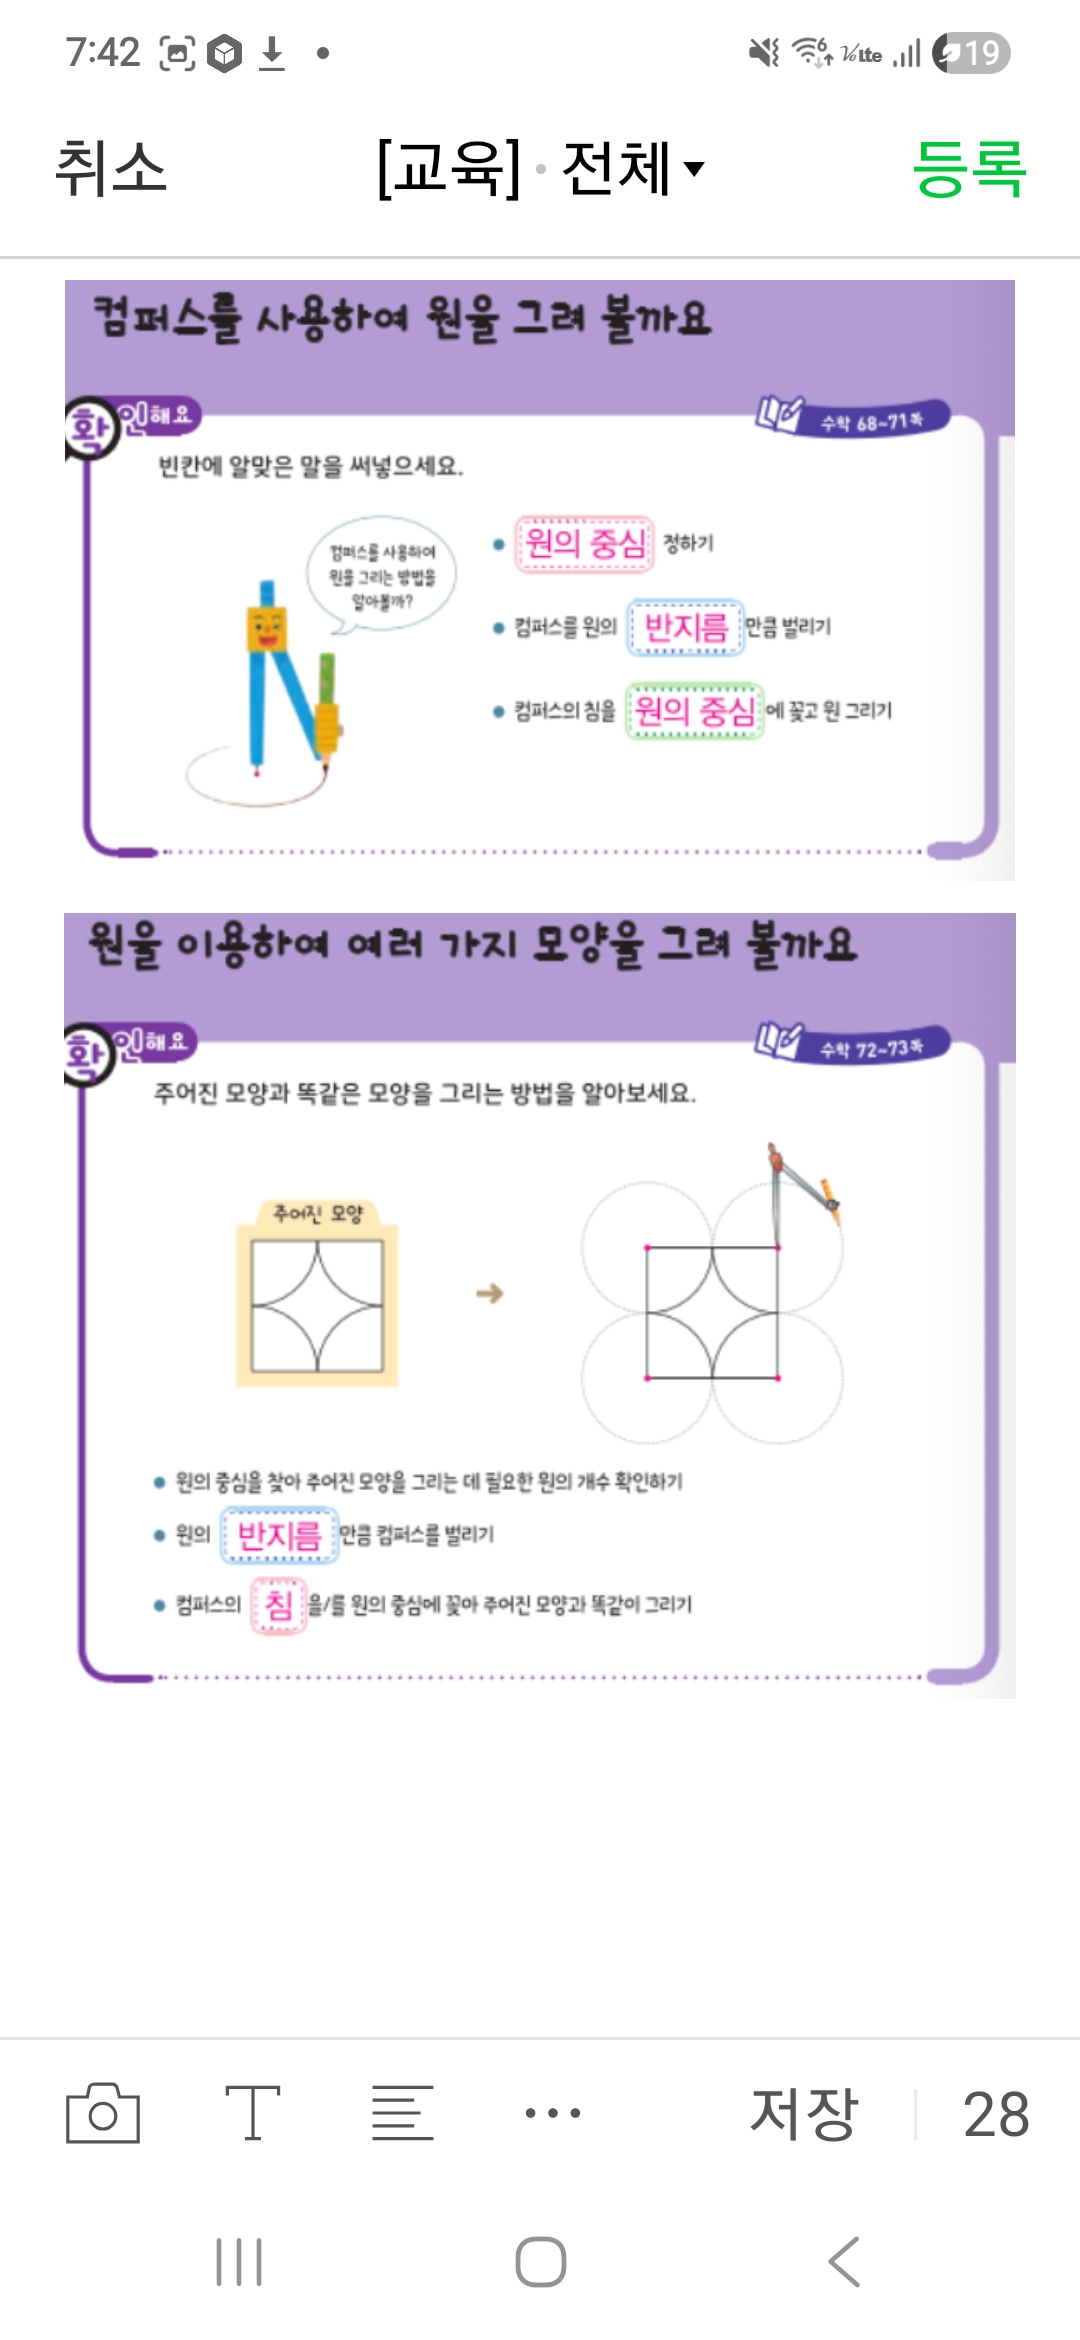 7:42
19
취소
[교육] · 전체
등록
컴퍼스를 사용하여 원을 그려 볼까요
확인해요
수학 68~71쪽
빈칸에 알맞은 말을 써넣으세요.
컴퍼스를 사용하여
원을 그리는 방법을
알아볼까?
● 원의 중심 정하기
● 컴퍼스를 원의 반지름 만큼 벌리기
● 컴퍼스의 침을 원의 중심 에 꽂고 원 그리기
원을 이용하여 여러 가지 모양을 그려 볼까요
확인해요
수학 72~73쪽
주어진 모양과 똑같은 모양을 그리는 방법을 알아보세요.
주어진 모양
● 원의 중심을 찾아 주어진 모양을 그리는 데 필요한 원의 개수 확인하기
● 원의 반지름 만큼 컴퍼스를 벌리기
● 컴퍼스의 침 을/를 원의 중심에 꽂아 주어진 모양과 똑같이 그리기
저장
28